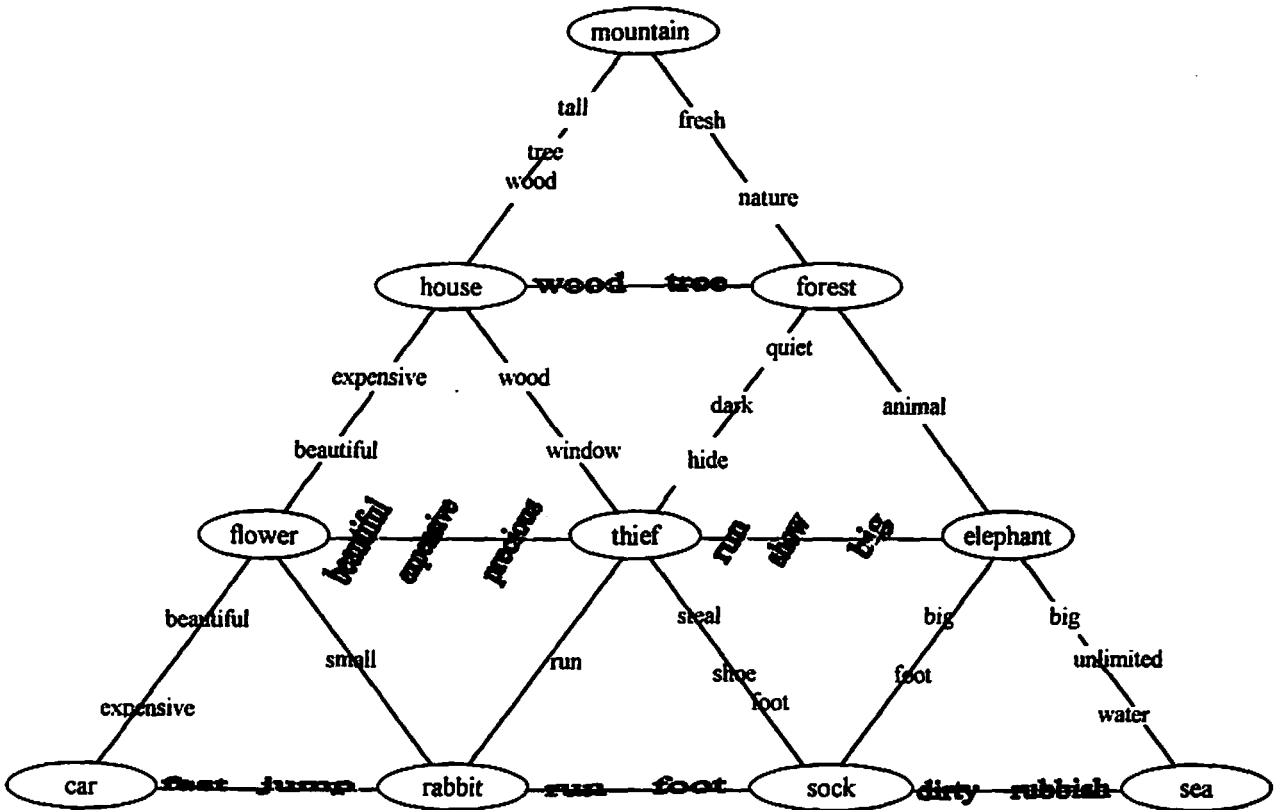 mountain
tall
fresh
tree
wood
nature
house wood tree forest
quiet
expensive wood
dark animal
beautiful window
hide
flower beautiful expensive precious thief run show big elephant
beautiful steal big big
small run shoe foot unlimited
foot
expensive water
car fast jump rabbit run foot sock dirty rubbish sea